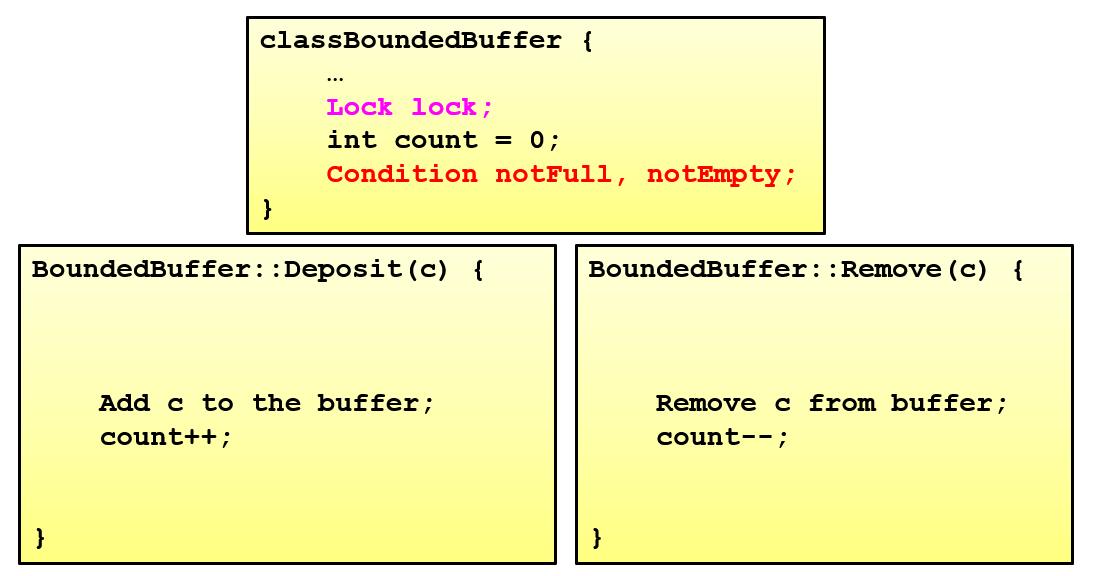 classBoundedBuffer {
…
Lock lock;
int count = 0;
Condition notFull, notEmpty;
}
BoundedBuffer::Deposit(c) {
Add c to the buffer;
count++;
}
BoundedBuffer::Remove(c) {
Remove c from buffer;
count--;
}